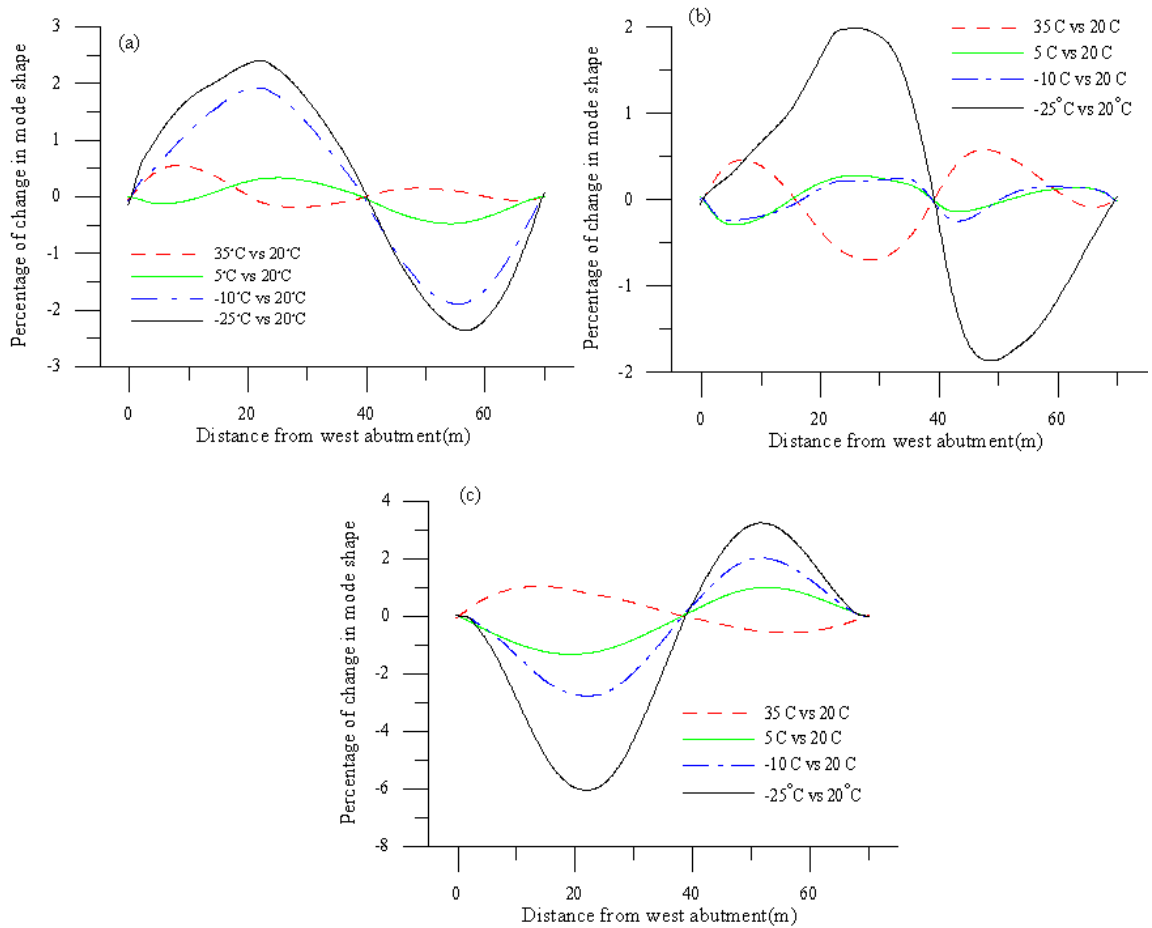 (a)
Percentage of change in mode shape
3
2
1
0
-1
-2
-3
35°C vs 20°C
5°C vs 20°C
-10°C vs 20°C
-25°C vs 20°C
0
20
40
60
Distance from west abutment(m)
(b)
Percentage of change in mode shape
2
1
0
-1
-2
35 C vs 20 C
5 C vs 20 C
-10 C vs 20 C
-25°C vs 20°C
0
20
40
60
Distance from west abutment(m)
(c)
Percentage of change in mode shape
4
2
0
-2
-4
-6
-8
35 C vs 20 C
5 C vs 20 C
-10 C vs 20 C
-25°C vs 20°C
0
20
40
60
Distance from west abutment(m)